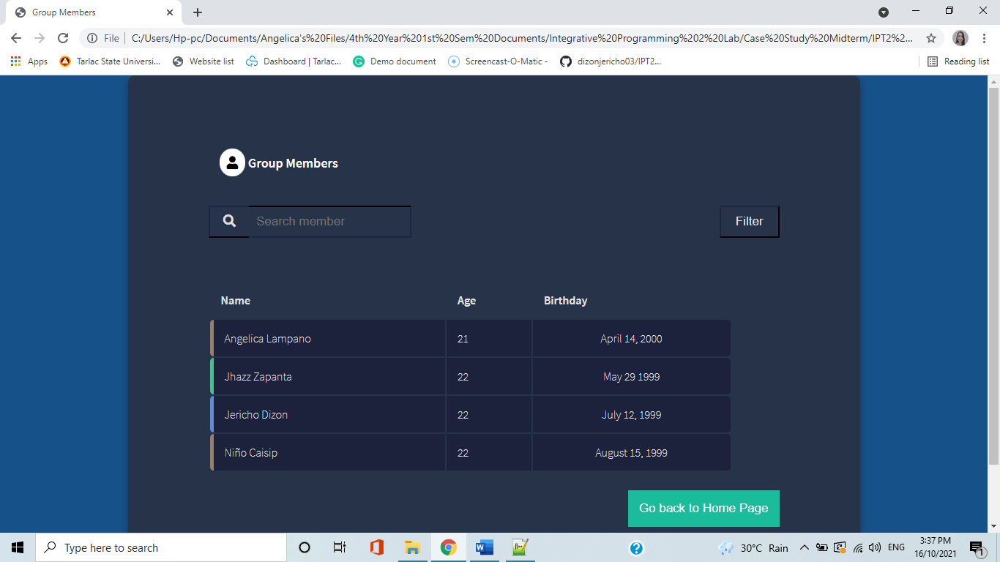 Group Members
File C:/Users/Hp-pc/Documents/Angelica's%20Files/4th%20Year%201st%20Sem%20Documents/Integrative%20Programming%202%20Lab/Case%20Study%20Midterm/IPT2%2...
Apps Tarlac State Universi... Website list Dashboard | Tarlac... Demo document Screencast-O-Matic - dizonjericho03/IPT2... Reading list
Group Members
Search member Filter
Name Age Birthday
Angelica Lampano 21 April 14, 2000
Jhazz Zapanta 22 May 29 1999
Jericho Dizon 22 July 12, 1999
Niño Caisip 22 August 15, 1999
Go back to Home Page
Type here to search 30°C Rain ENG 3:37 PM
16/10/2021 1